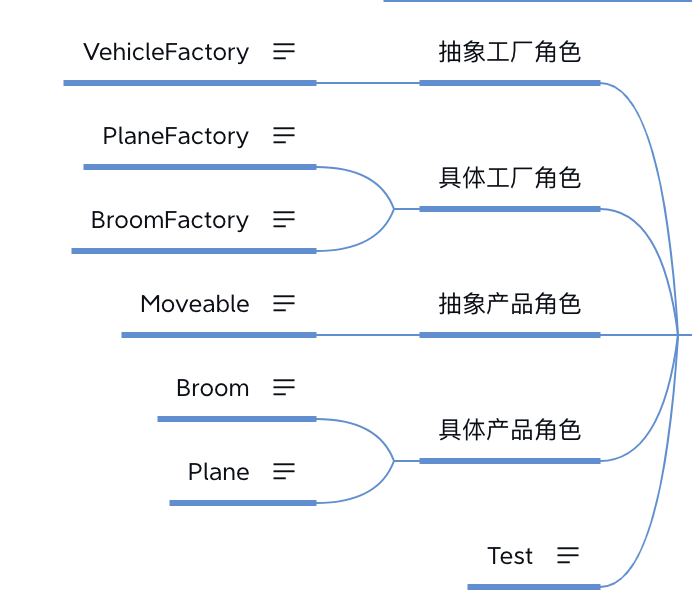 VehicleFactory
抽象工厂角色
PlaneFactory
具体工厂角色
BroomFactory
Moveable
抽象产品角色
Broom
具体产品角色
Plane
Test